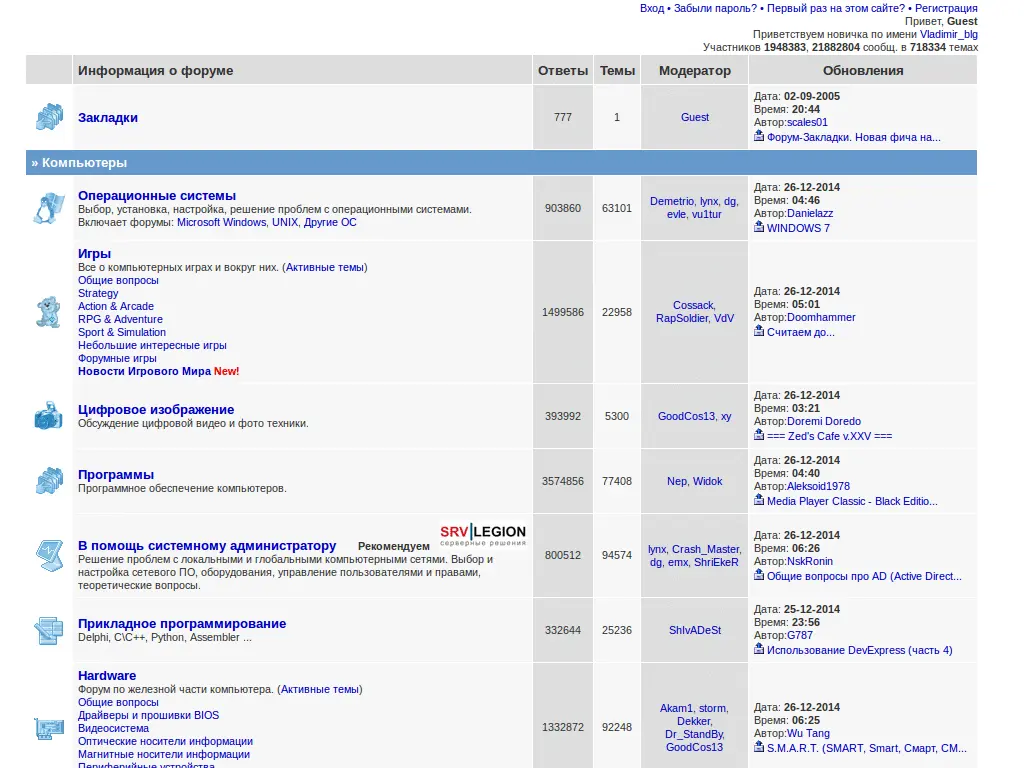 Вход • Забыли пароль? • Первый раз на этом сайте? • Регистрация
Привет, Guest
Приветствуем новичка по имени Vladimir_blg
Участников 1948383, 21882804 сообщ. в 718334 темах
Информация о форуме Ответы Темы Модератор Обновления
Закладки 777 1 Guest
Дата: 02-09-2005
Время: 20:44
Автор:scales01
Форум-Закладки. Новая фича на...
» Компьютеры
Операционные системы
Выбор, установка, настройка, решение проблем с операционными системами.
Включает форумы: Microsoft Windows, UNIX, Другие ОС
903860 63101
Demetrio, lynx, dg,
evle, vu1tur
Дата: 26-12-2014
Время: 04:46
Автор:Danielazz
WINDOWS 7
Игры
Все о компьютерных играх и вокруг них. (Активные темы)
Общие вопросы
Strategy
Action & Arcade
RPG & Adventure
Sport & Simulation
Небольшие интересные игры
Форумные игры
Новости Игрового Мира New!
1499586 22958
Cossack,
RapSoldier, VdV
Дата: 26-12-2014
Время: 05:01
Автор:Doomhammer
Считаем до...
Цифровое изображение
Обсуждение цифровой видео и фото техники.
393992 5300 GoodCos13, xy
Дата: 26-12-2014
Время: 03:21
Автор:Doremi Doredo
=== Zed's Cafe v.XXV ===
Программы
Программное обеспечение компьютеров.
3574856 77408 Nep, Widok
Дата: 26-12-2014
Время: 04:40
Автор:Aleksoid1978
Media Player Classic - Black Editio...
В помощь системному администратору Рекомендуем SRV LEGION
серверные решения
Решение проблем с локальными и глобальными компьютерными сетями. Выбор и
настройка сетевого ПО, оборудования, управление пользователями и правами,
теоретические вопросы.
800512 94574
lynx, Crash_Master,
dg, emx, ShriEkeR
Дата: 26-12-2014
Время: 06:26
Автор:NskRonin
Общие вопросы про AD (Active Direct...
Прикладное программирование
Delphi, C\C++, Python, Assembler ...
332644 25236 ShIvADeSt
Дата: 25-12-2014
Время: 23:56
Автор:G787
Использование DevExpress (часть 4)
Hardware
Форум по железной части компьютера. (Активные темы)
Общие вопросы
Драйверы и прошивки BIOS
Видеосистема
Оптические носители информации
Магнитные носители информации
Периферийные устройства
1332872 92248
Akam1, storm,
Dekker,
Dr_StandBy,
GoodCos13
Дата: 26-12-2014
Время: 06:25
Автор:Wu Tang
S.M.A.R.T. (SMART, Smart, Смарт, СМ...